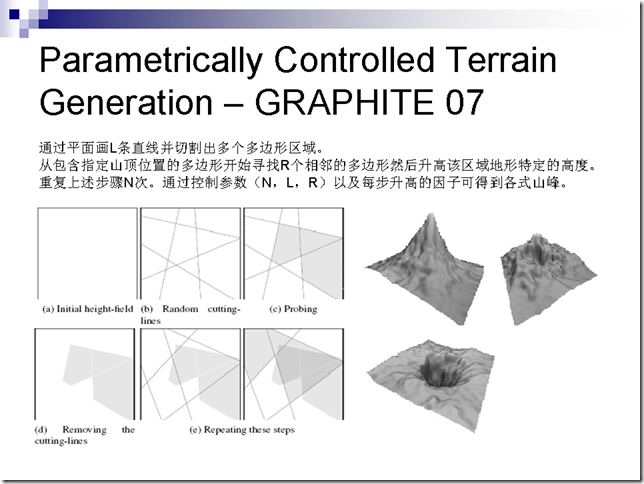 Parametrically Controlled Terrain
Generation – GRAPHITE 07
通过平面画L条直线并切割出多个多边形区域。
从包含指定山顶位置的多边形开始寻找R个相邻的多边形然后升高该区域地形特定的高度。
重复上述步骤N次。通过控制参数（N，L，R）以及每步升高的因子可得到各式山峰。
(a) Initial height-field
(b) Random cutting-
lines
(c) Probing
(d) Removing the
cutting-lines
(e) Repeating these steps